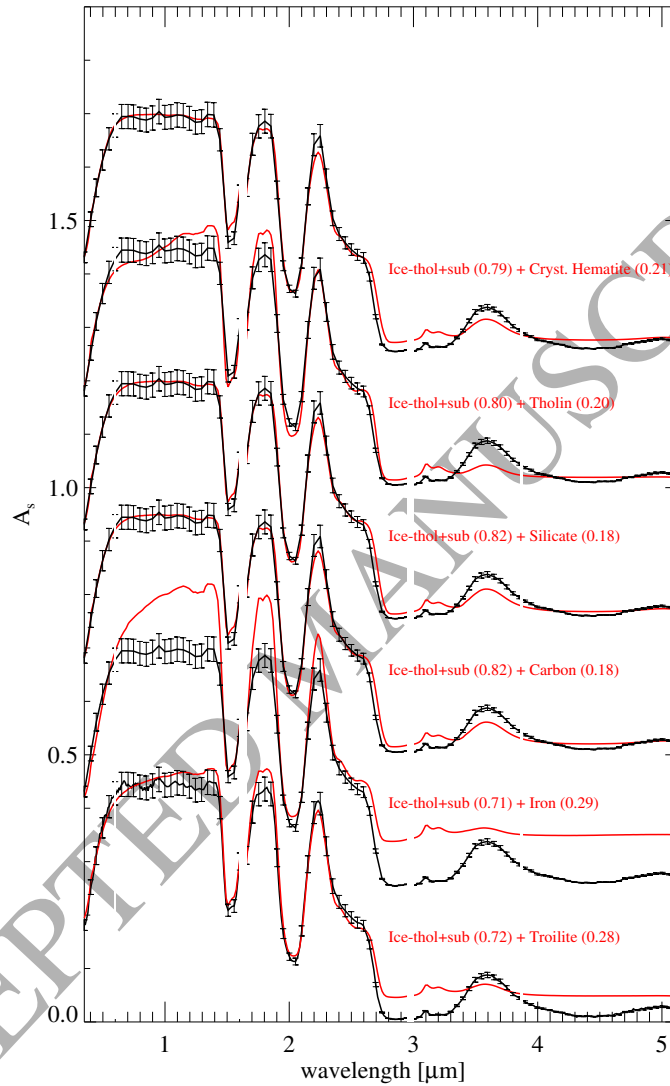 1.5
1.0
0.5
0.0
A_s
Ice-thol+sub (0.79) + Cryst. Hematite (0.21)
Ice-thol+sub (0.80) + Tholin (0.20)
Ice-thol+sub (0.82) + Silicate (0.18)
Ice-thol+sub (0.82) + Carbon (0.18)
Ice-thol+sub (0.71) + Iron (0.29)
Ice-thol+sub (0.72) + Troilite (0.28)
1 2 3 4 5
wavelength [μm]
EPTED MANUSC